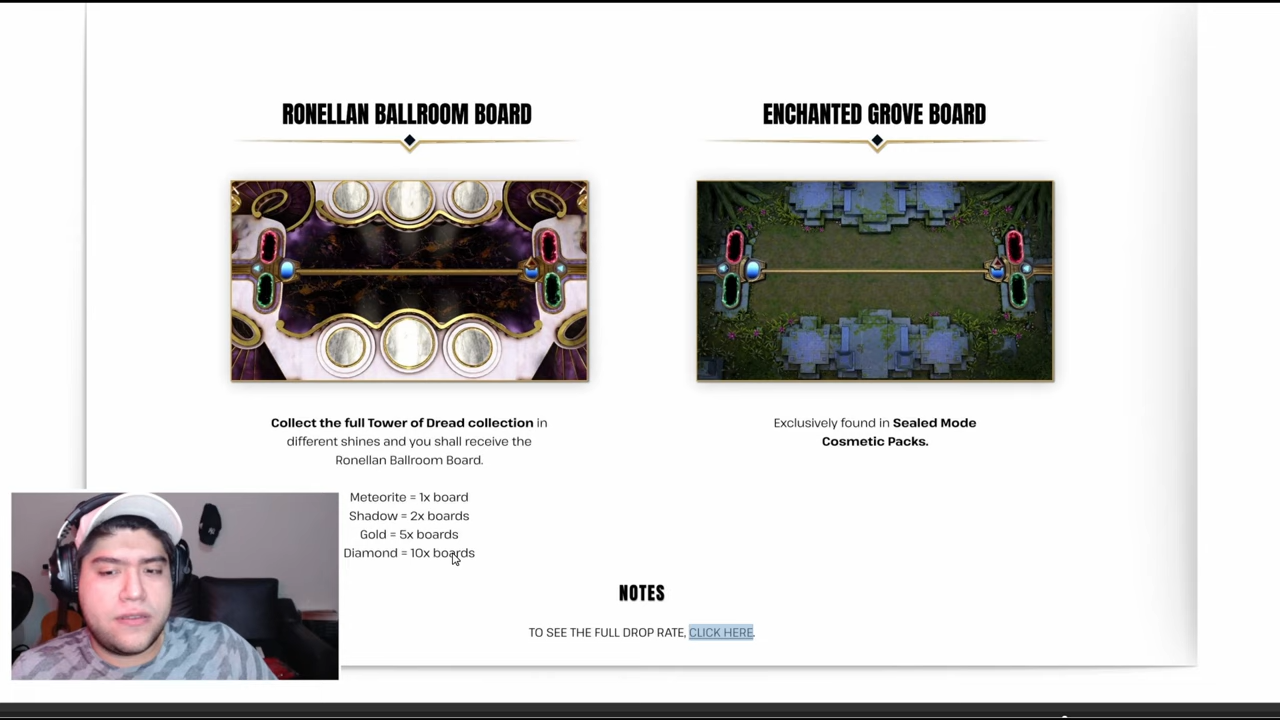 RONELLAN BALLROOM BOARD
Collect the full Tower of Dread collection in
different shines and you shall receive the
Ronellan Ballroom Board.
Meteorite = 1x board
Shadow = 2x boards
Gold = 5x boards
Diamond = 10x boards
ENCHANTED GROVE BOARD
Exclusively found in Sealed Mode
Cosmetic Packs.
NOTES
TO SEE THE FULL DROP RATE, CLICK HERE.